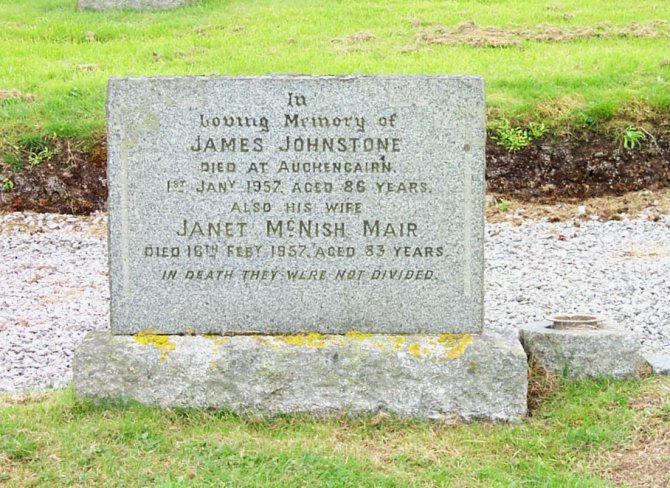 In
Loving Memory of
JAMES JOHNSTONE
DIED AT AUCHENCAIRN,
1ST JANY 1957, AGED 86 YEARS.
ALSO HIS WIFE
JANET MCNISH MAIR
DIED 16TH FEBY 1957, AGED 83 YEARS.
IN DEATH THEY WERE NOT DIVIDED.